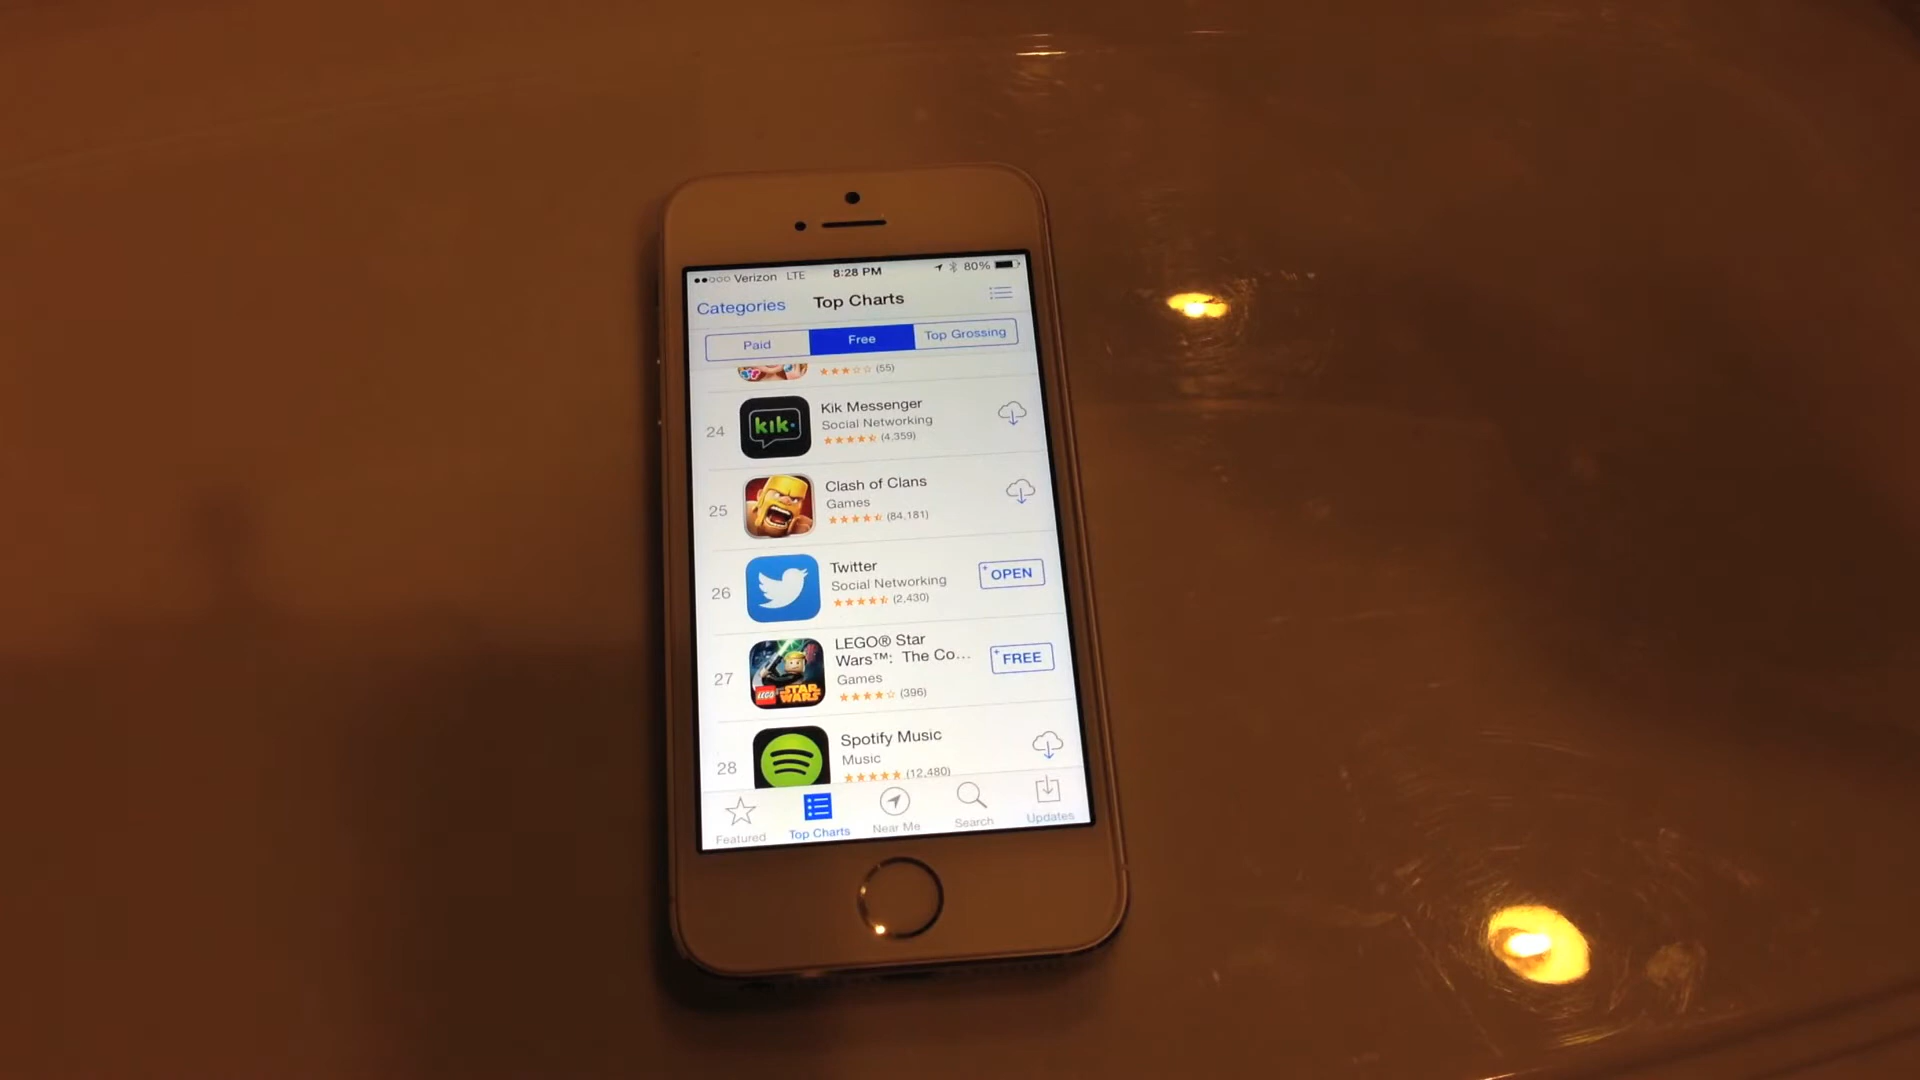 Verizon LTE 8:28 PM 80%
Categories Top Charts
Paid Free Top Grossing
(55)
24 kik Kik Messenger
Social Networking
(4,359)
25 Clash of Clans
Games
(84,181)
26 Twitter OPEN
Social Networking
(2,430)
27 LEGO® Star
Wars™: The Co... FREE
Games
(396)
LEGO STAR WARS
28 Spotify Music
Music
(12,480)
Featured Top Charts Near Me Search Updates